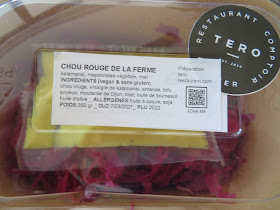 RESTAURANT COMPTOIR
TERO
CHOU ROUGE DE LA FERME
kalamansi, mayonnaise végétale, miel
INGRÉDIENTS (vegan & sans gluten)
chou rouge, vinaigre de kalamansi, amande, tofu
soyeux, moutarde de Dijon, miel, huile de tournesol
huile d'olive _ ALLERGÈNES fruits à coque, soja
POIDS 350 gr _ DLC 7/03/2021_ PLU 2022
Préparation
tero-
restaurant.com
SCAN ME